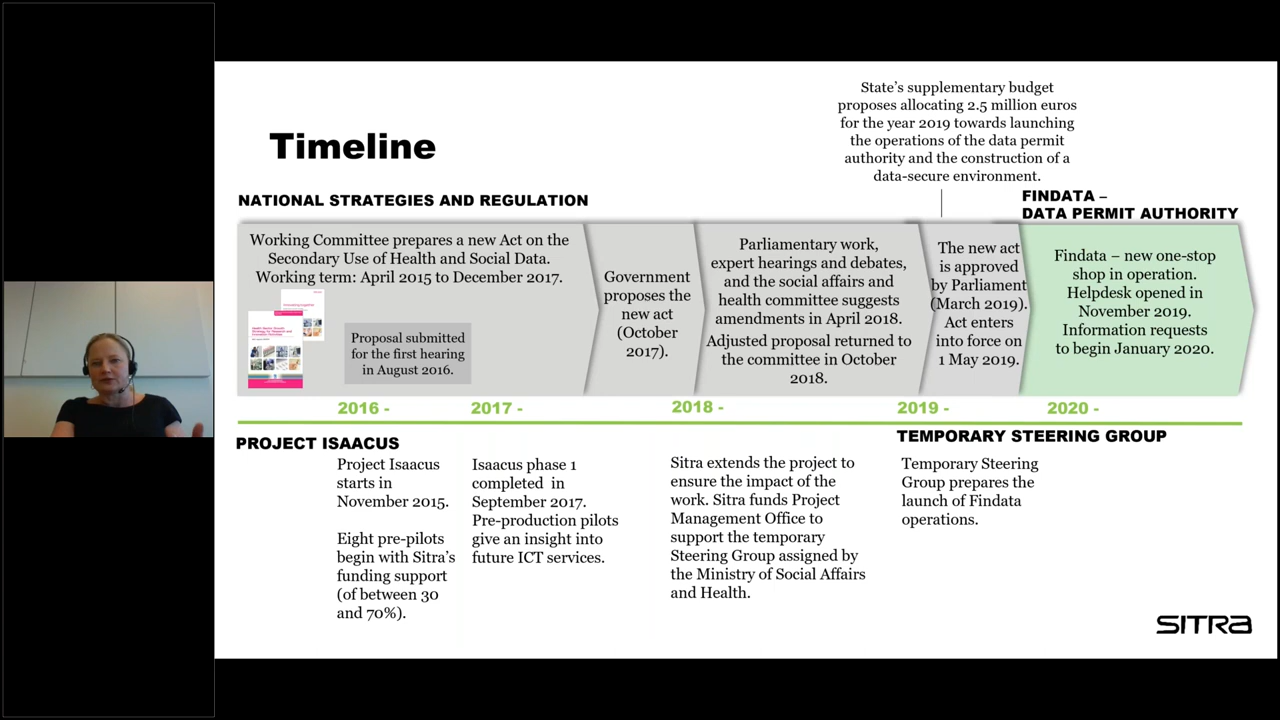 State's supplementary budget
proposes allocating 2.5 million euros
for the year 2019 towards launching
the operations of the data permit
authority and the construction of a
data-secure environment.
Timeline
NATIONAL STRATEGIES AND REGULATION
FINDATA –
DATA PERMIT AUTHORITY
Working Committee prepares a new Act on the
Secondary Use of Health and Social Data.
Working term: April 2015 to December 2017.
Proposal submitted
for the first hearing
in August 2016.
Government
proposes the
new act
(October
2017).
Parliamentary work,
expert hearings and debates,
and the social affairs and
health committee suggests
amendments in April 2018.
Adjusted proposal returned to
the committee in October
2018.
The new act
is approved
by Parliament
(March 2019).
Act enters
into force on
1 May 2019.
Findata – new one-stop
shop in operation.
Helpdesk opened in
November 2019.
Information requests
to begin January 2020.
2016 -
2017 -
2018 -
2019 -
2020 -
PROJECT ISAACUS
Project Isaacus
starts in
November 2015.
Eight pre-pilots
begin with Sitra's
funding support
(of between 30
and 70%).
Isaacus phase 1
completed in
September 2017.
Pre-production pilots
give an insight into
future ICT services.
Sitra extends the project to
ensure the impact of the
work. Sitra funds Project
Management Office to
support the temporary
Steering Group assigned by
the Ministry of Social Affairs
and Health.
TEMPORARY STEERING GROUP
Temporary Steering
Group prepares the
launch of Findata
operations.
SITRA